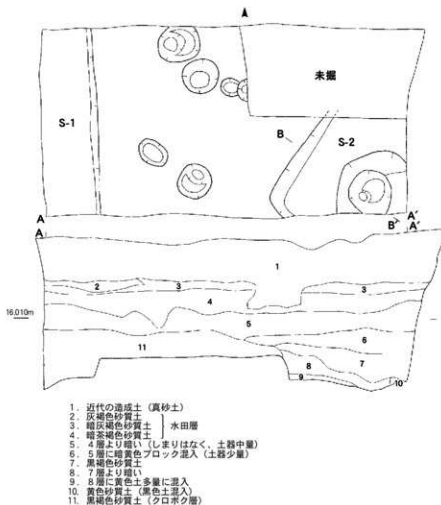 未掘
S-1
B
S-2
A
B'
A'
A
A'
1
2
3
3
4
16.010m
5
6
11
8
7
9
10
1. 近代の造成土（真砂土）
2. 灰褐色砂質土
3. 暗灰褐色砂質土 水田層
4. 暗茶褐色砂質土
5. 4層より暗い（しまりはなく、土器中量）
6. 5層に暗黄色ブロック混入（土器少量）
7. 黒褐色砂質土
8. 7層より暗い
9. 8層に黄色土多量に混入
10. 黄色砂質土（黒色土混入）
11. 黒褐色砂質土（クロボク層）